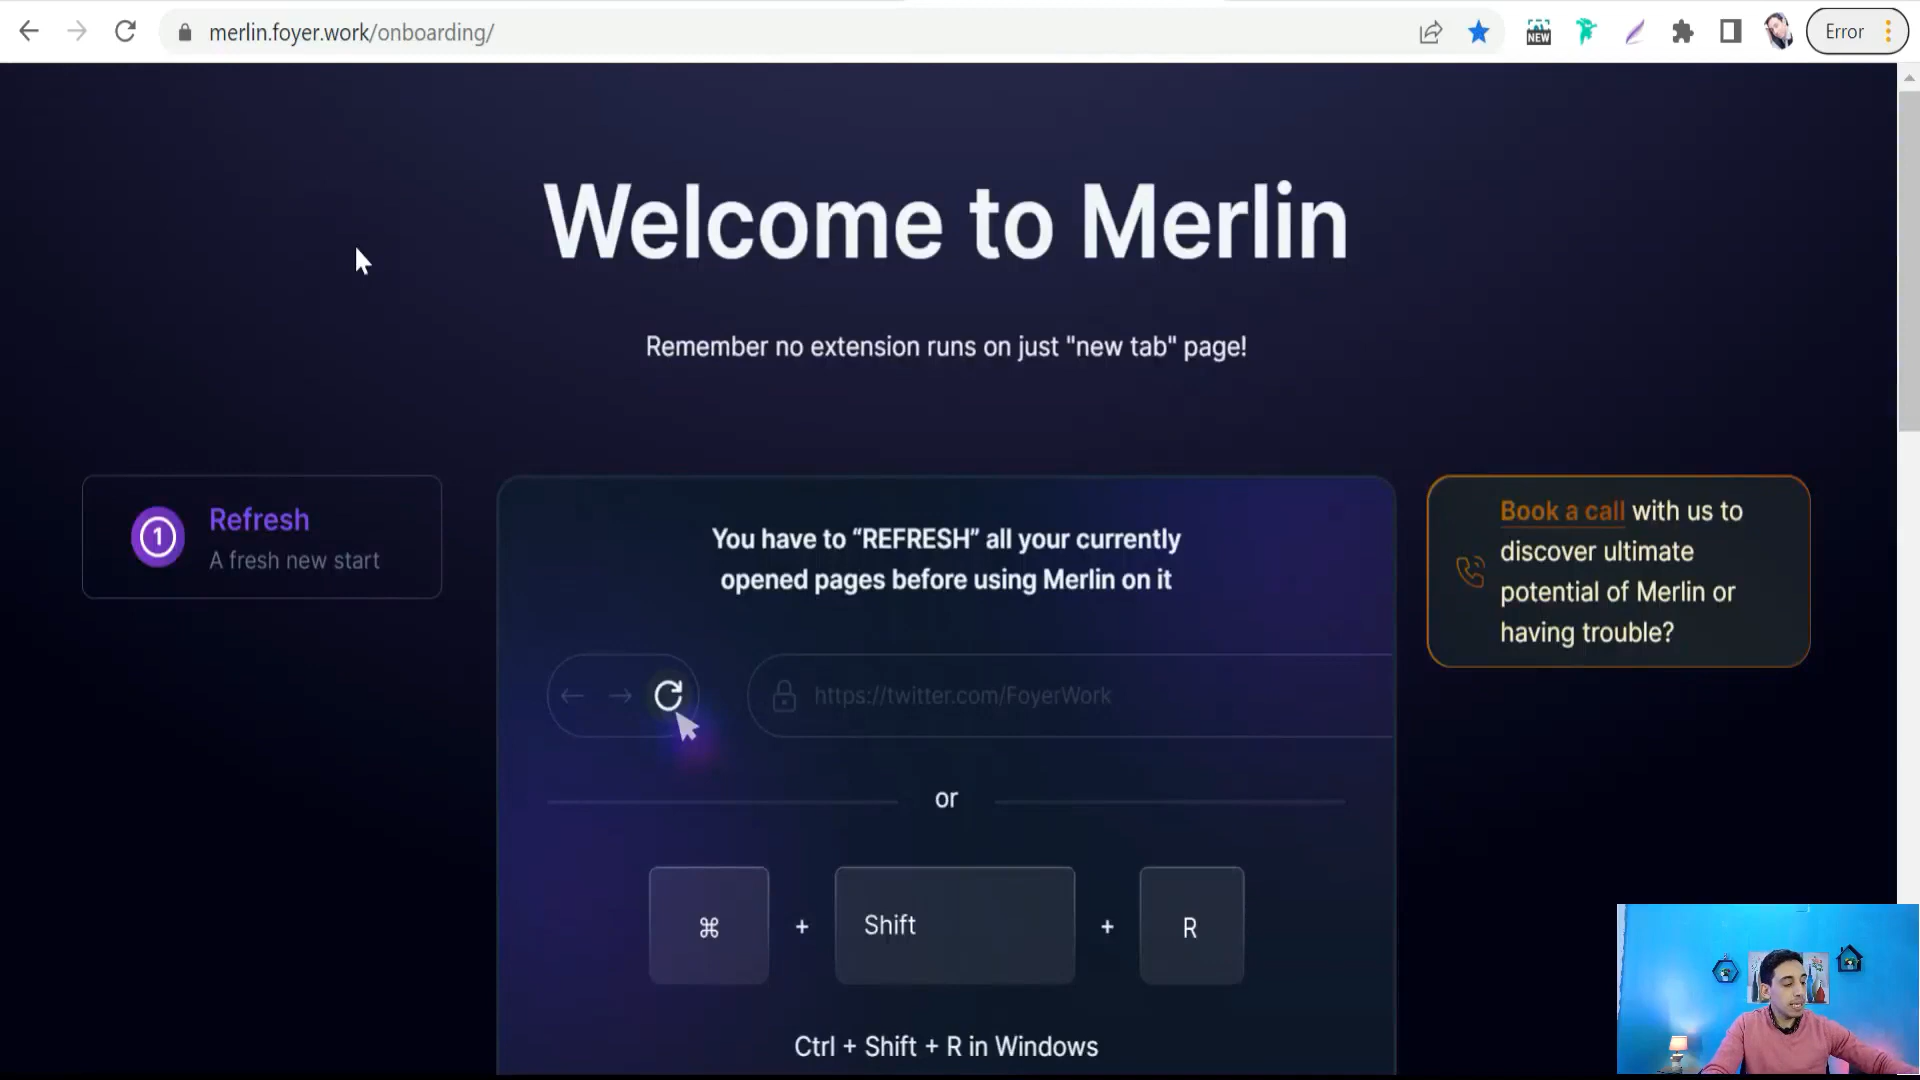 merlin.foyer.work/onboarding/
NEW
Error
Welcome to Merlin
Remember no extension runs on just "new tab" page!
1
Refresh
A fresh new start
You have to “REFRESH” all your currently
opened pages before using Merlin on it
https://twitter.com/FoyerWork
or
⌘ + Shift + R
Ctrl + Shift + R in Windows
Book a call with us to
discover ultimate
potential of Merlin or
having trouble?